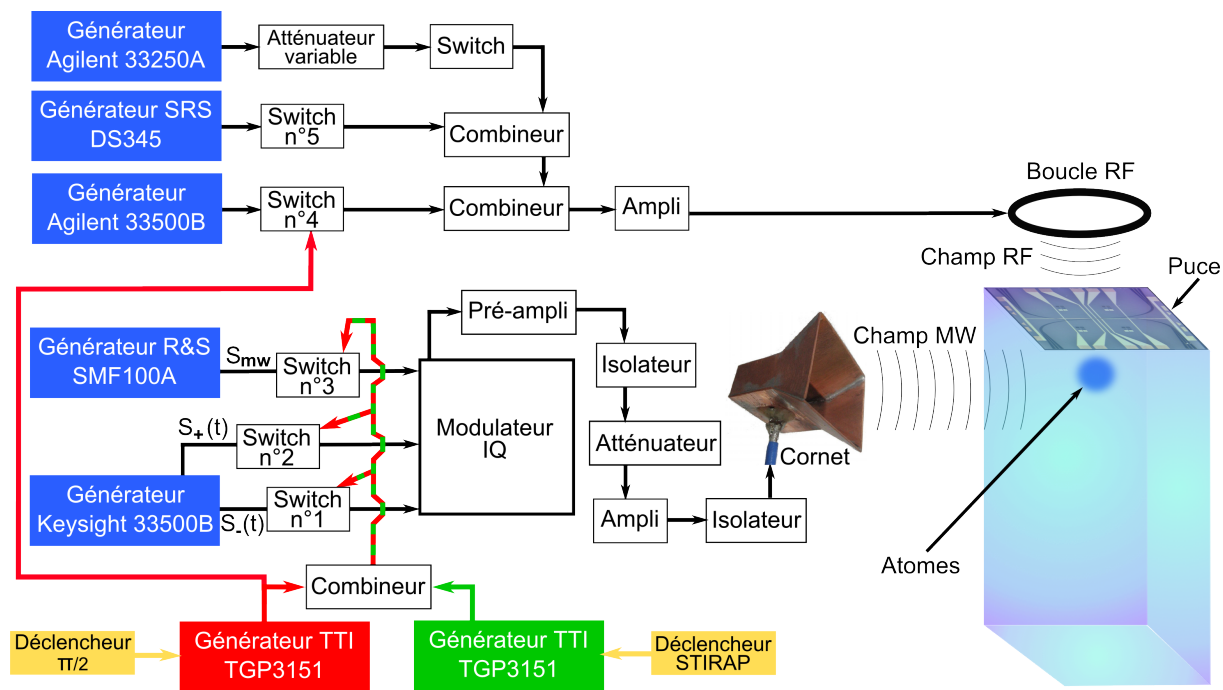 Générateur
Agilent 33250A
Atténuateur
variable
Switch
Générateur SRS
DS345
Switch
n°5
Combineur
Générateur
Agilent 33500B
Switch
n°4
Combineur
Ampli
Boucle RF
Champ RF
Puce
Générateur R&S
SMF100A
Smw
Switch
n°3
Pré-ampli
Isolateur
Champ MW
S+(t)
Switch
n°2
Modulateur
IQ
Atténuateur
Cornet
Générateur
Keysight 33500B
S-(t)
Switch
n°1
Ampli
Isolateur
Atomes
Combineur
Déclencheur
π/2
Générateur TTI
TGP3151
Générateur TTI
TGP3151
Déclencheur
STIRAP